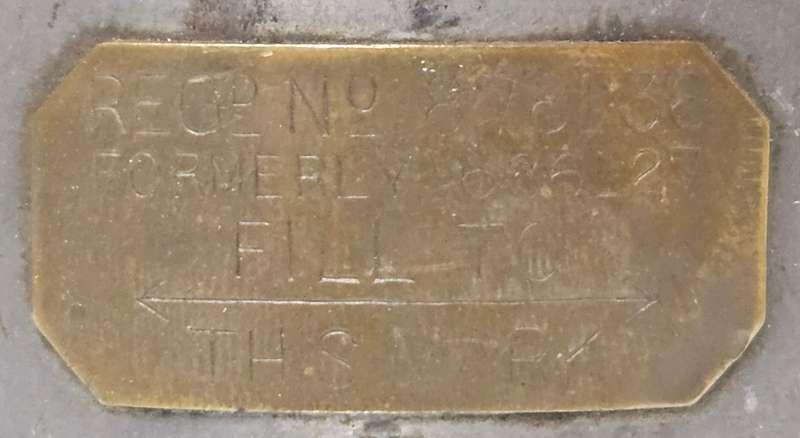 REGD Nº
FORMERLY
FILL TO
THIS MARK